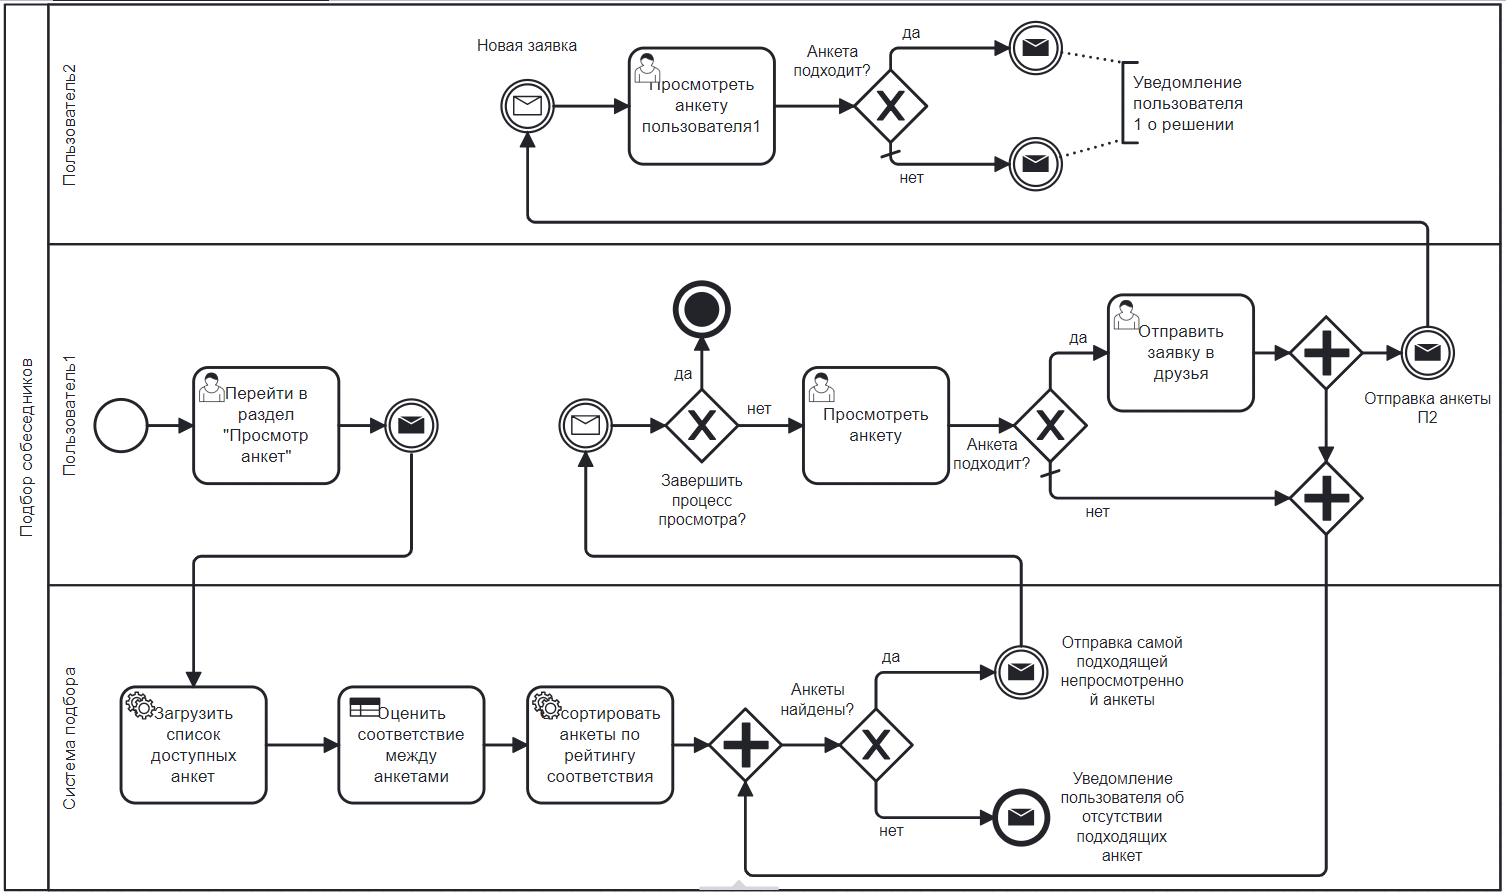 Подбор собеседников
Пользователь2
Новая заявка
Просмотреть
анкету
пользователя1
Анкета
подходит?
да
нет
Уведомление
пользователя
1 о решении
Пользователь1
Перейти в
раздел
"Просмотр
анкет"
да
нет
Завершить
процесс
просмотра?
Просмотреть
анкету
Анкета
подходит?
да
нет
Отправить
заявку в
друзья
Отправка анкеты
П2
Система подбора
Загрузить
список
доступных
анкет
Оценить
соответствие
между
анкетами
Отсортировать
анкеты по
рейтингу
соответствия
Анкеты
найдены?
да
нет
Отправка самой
подходящей
непросмотренно
й анкеты
Уведомление
пользователя об
отсутствии
подходящих
анкет